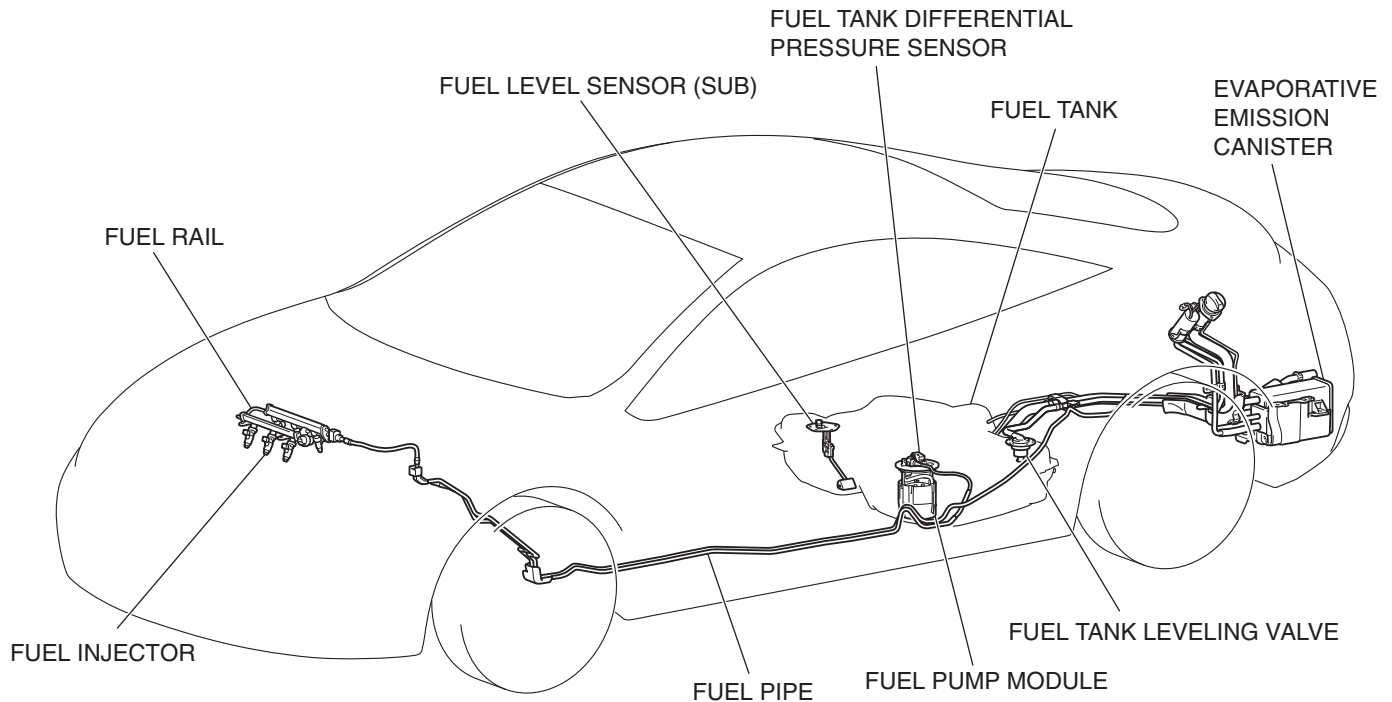 FUEL TANK DIFFERENTIAL
PRESSURE SENSOR
FUEL LEVEL SENSOR (SUB)
FUEL TANK
EVAPORATIVE
EMISSION
CANISTER
FUEL RAIL
FUEL INJECTOR
FUEL PIPE
FUEL PUMP MODULE
FUEL TANK LEVELING VALVE